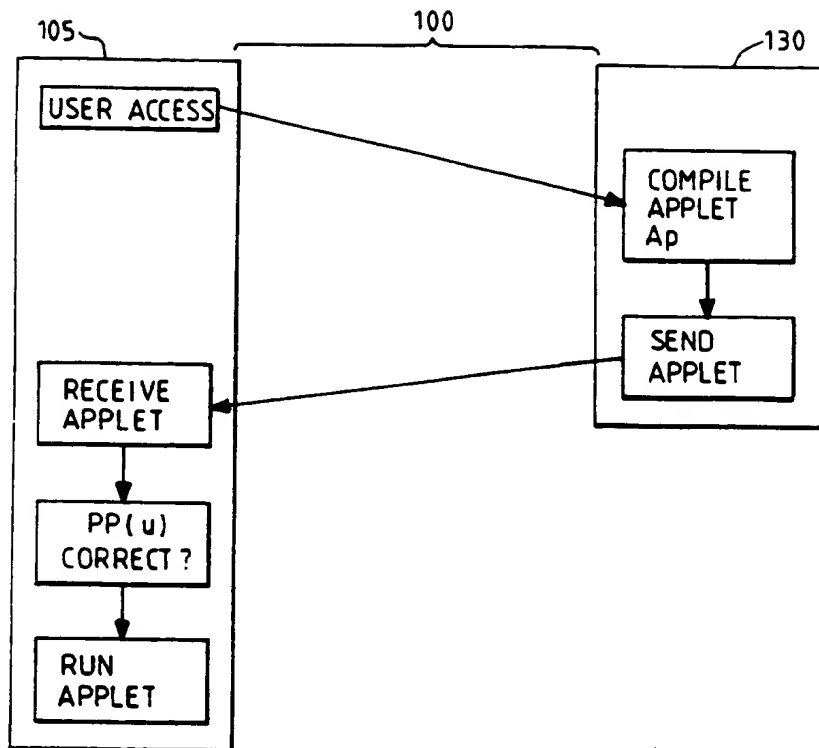 105
100
130
USER ACCESS
COMPILE
APPLET
Ap
SEND
APPLET
RECEIVE
APPLET
PP(u)
CORRECT?
RUN
APPLET